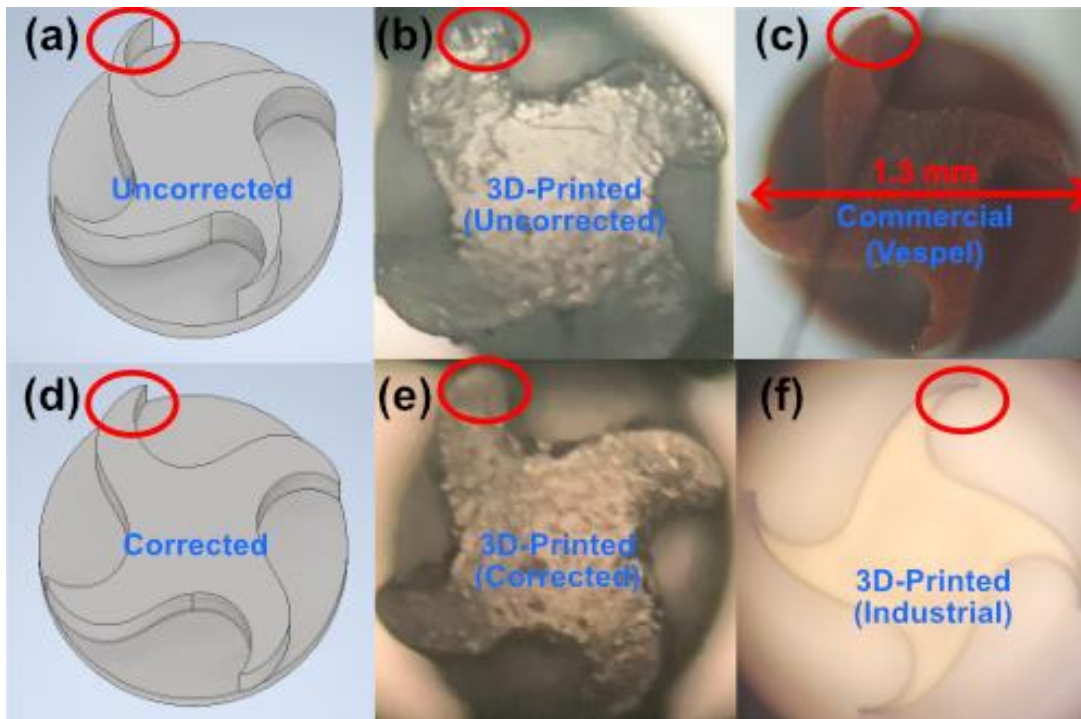 (a)
Uncorrected
(b)
3D-Printed
(Uncorrected)
(c)
1.3 mm
Commercial
(Vespel)
(d)
Corrected
(e)
3D-Printed
(Corrected)
(f)
3D-Printed
(Industrial)